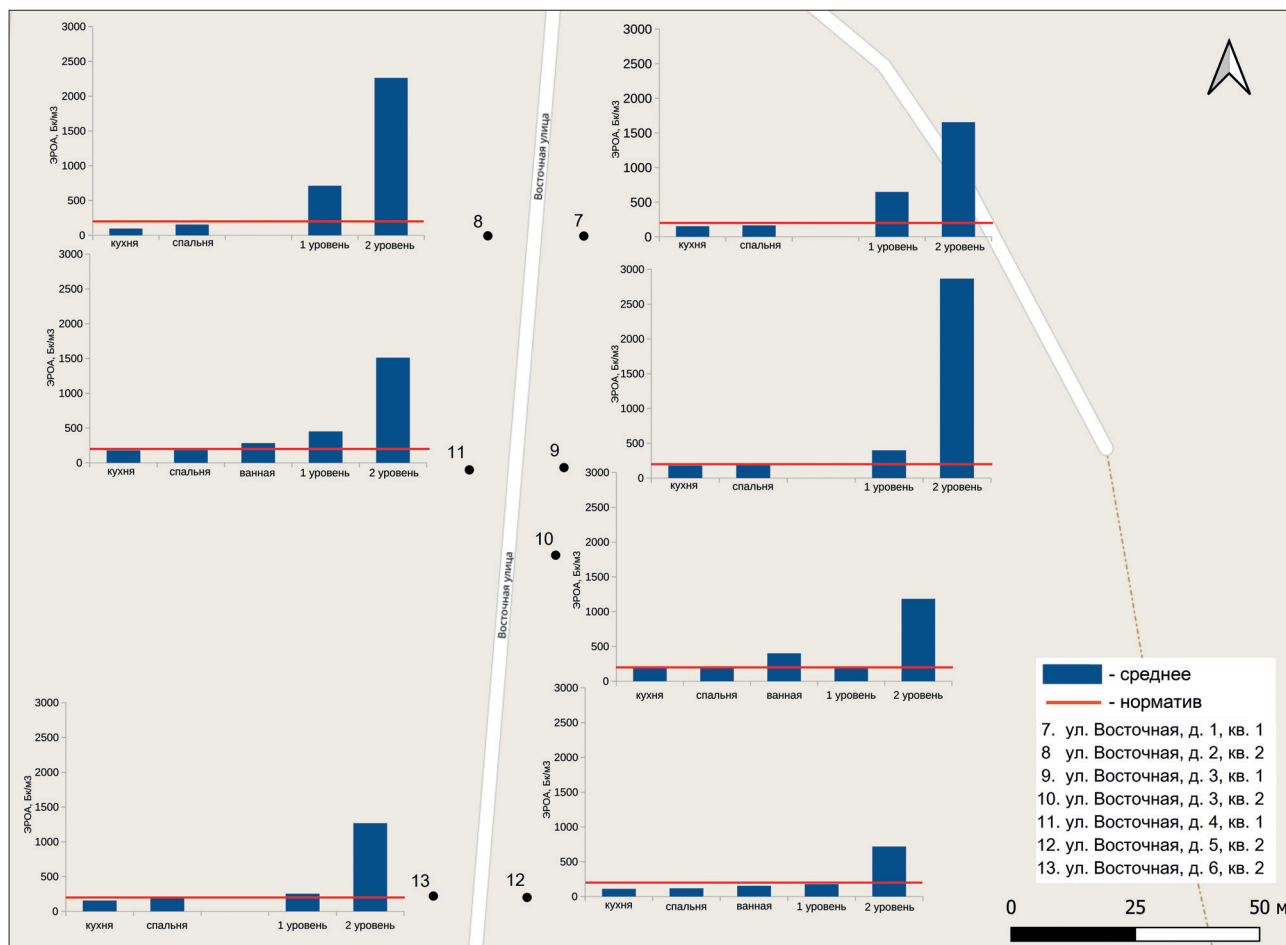 3000
2500
2000
1500
1000
500
0
ЭРОА, Бк/м3
кухня
спальня
1 уровень
2 уровень
8
3000
2500
2000
1500
1000
500
0
ЭРОА, Бк/м3
кухня
спальня
1 уровень
2 уровень
7
Восточная улица
3000
2500
2000
1500
1000
500
0
ЭРОА, Бк/м3
кухня
спальня
ванная
1 уровень
2 уровень
11
3000
2500
2000
1500
1000
500
0
ЭРОА, Бк/м3
кухня
спальня
1 уровень
2 уровень
9
3000
2500
2000
1500
1000
500
0
ЭРОА, Бк/м3
кухня
спальня
ванная
1 уровень
2 уровень
10
Восточная улица
3000
2500
2000
1500
1000
500
0
ЭРОА, Бк/м3
кухня
спальня
1 уровень
2 уровень
13
3000
2500
2000
1500
1000
500
0
ЭРОА, Бк/м3
кухня
спальня
ванная
1 уровень
2 уровень
12
- среднее
- норматив
7. ул. Восточная, д. 1, кв. 1
8 ул. Восточная, д. 2, кв. 2
9. ул. Восточная, д. 3, кв. 1
10. ул. Восточная, д. 3, кв. 2
11. ул. Восточная, д. 4, кв. 1
12. ул. Восточная, д. 5, кв. 2
13. ул. Восточная, д. 6, кв. 2
0 25 50 м